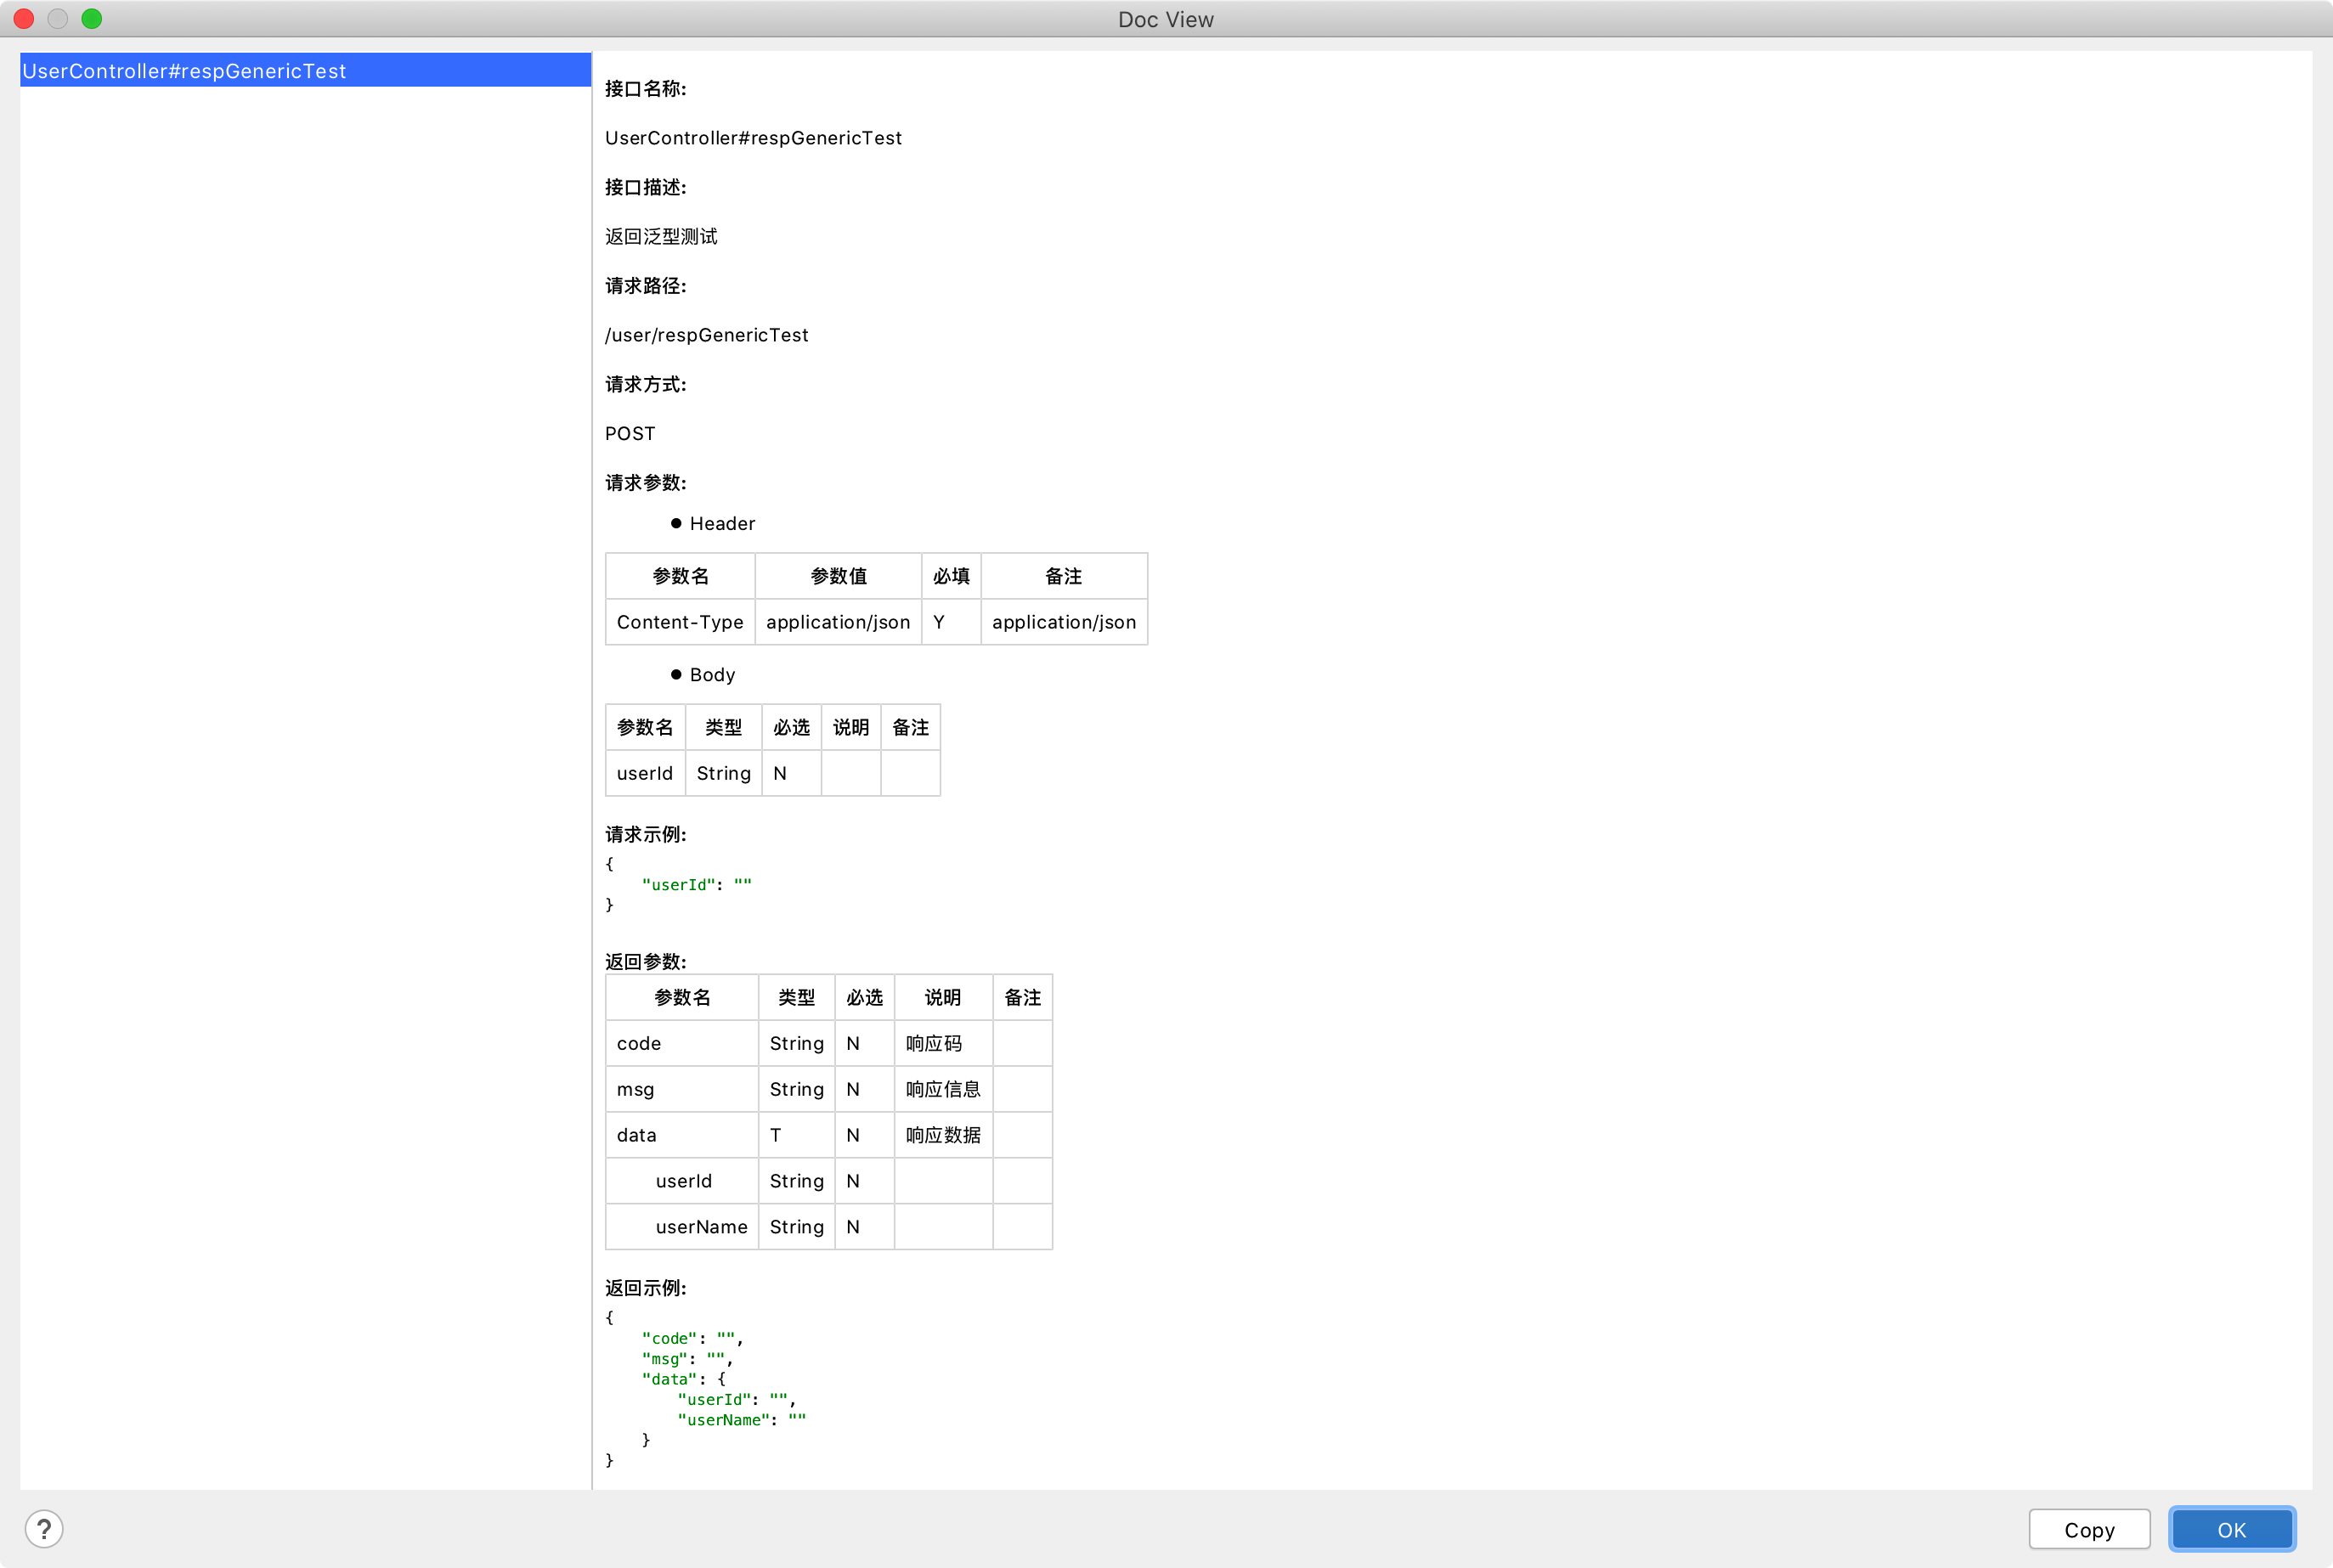 Doc View
UserController#respGenericTest
接口名称:
UserController#respGenericTest
接口描述:
返回泛型测试
请求路径:
/user/respGenericTest
请求方式:
POST
请求参数:
● Header
参数名 参数值 必填 备注
Content-Type application/json Y application/json
● Body
参数名 类型 必选 说明 备注
userId String N
请求示例:
{
    "userId": ""
}
返回参数:
参数名 类型 必选 说明 备注
code String N 响应码
msg String N 响应信息
data T N 响应数据
userId String N
userName String N
返回示例:
{
    "code": "",
    "msg": "",
    "data": {
        "userId": "",
        "userName": ""
    }
}
? Copy OK